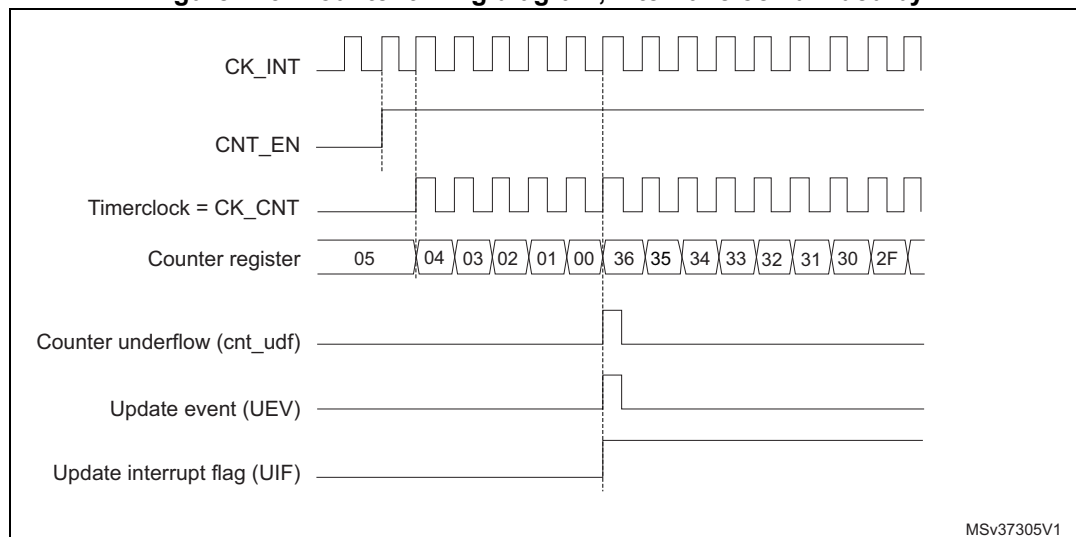 CK_INT
CNT_EN
Timerclock = CK_CNT
Counter register 05 04 03 02 01 00 36 35 34 33 32 31 30 2F
Counter underflow (cnt_udf)
Update event (UEV)
Update interrupt flag (UIF)
MSv37305V1